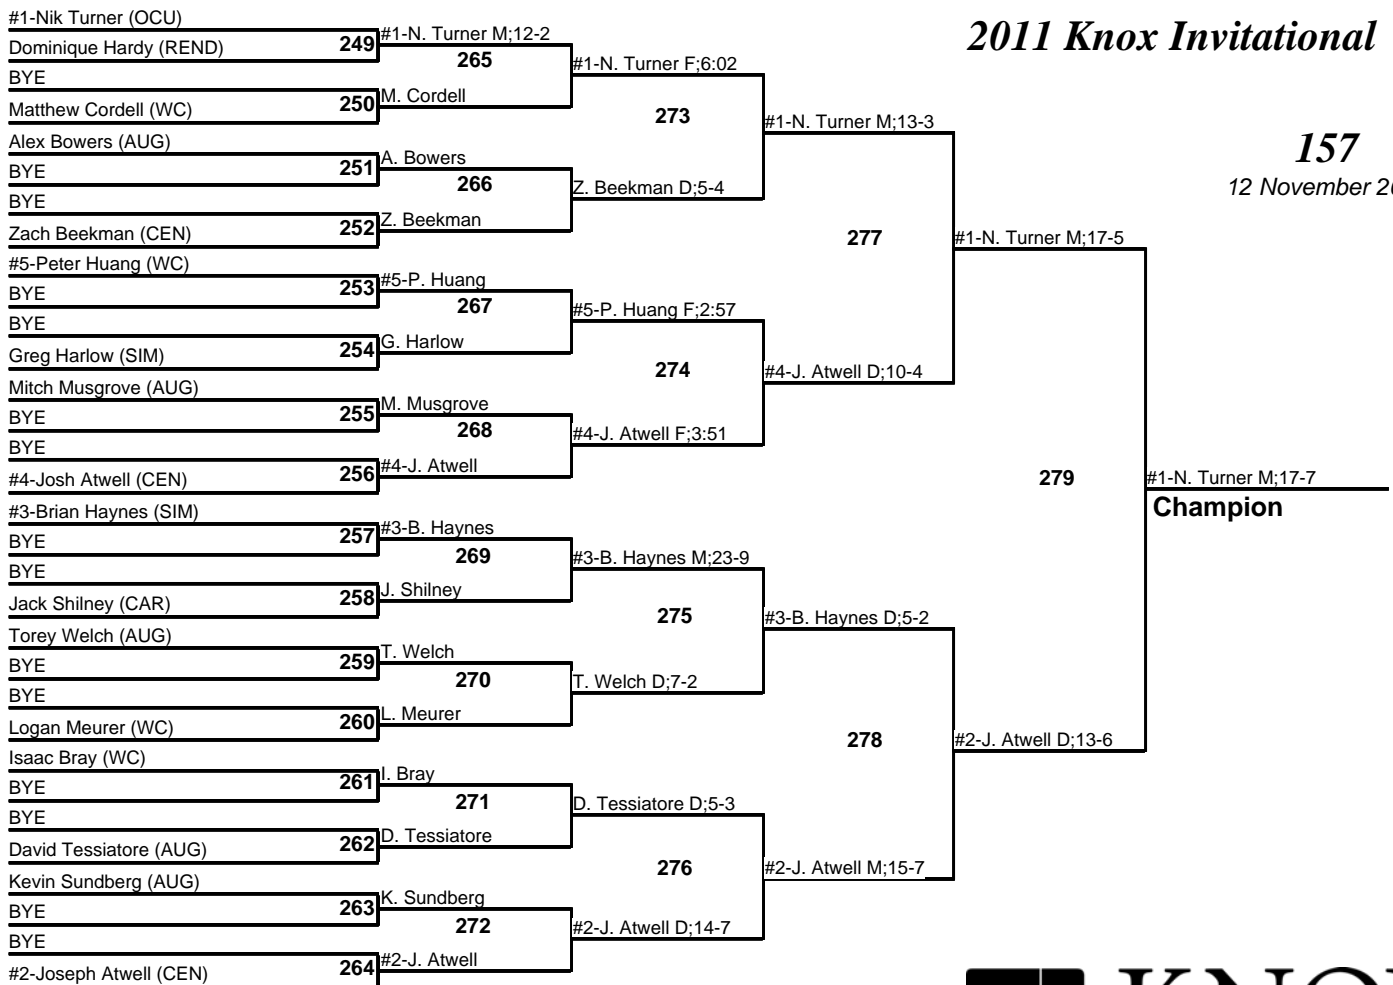 2011 Knox Invitational
157
12 November
#1-Nik Turner (OCU)
Dominique Hardy (REND)
BYE
Matthew Cordell (WC)
Alex Bowers (AUG)
BYE
BYE
Zach Beekman (CEN)
#5-Peter Huang (WC)
BYE
BYE
Greg Harlow (SIM)
Mitch Musgrove (AUG)
BYE
BYE
#4-Josh Atwell (CEN)
#3-Brian Haynes (SIM)
BYE
BYE
Jack Shilney (CAR)
Torey Welch (AUG)
BYE
BYE
Logan Meurer (WC)
Isaac Bray (WC)
BYE
BYE
David Tessiatore (AUG)
Kevin Sundberg (AUG)
BYE
BYE
#2-Joseph Atwell (CEN)
249
250
251
252
253
254
255
256
257
258
259
260
261
262
263
264
#1-N. Turner M;12-2
265
M. Cordell
A. Bowers
266
Z. Beekman
#5-P. Huang
267
G. Harlow
M. Musgrove
268
#4-J. Atwell
#3-B. Haynes
269
J. Shilney
T. Welch
270
L. Meurer
I. Bray
271
D. Tessiatore
K. Sundberg
272
#2-J. Atwell
#1-N. Turner F;6:02
273
Z. Beekman D;5-4
#5-P. Huang F;2:57
274
#4-J. Atwell F;3:51
#3-B. Haynes M;23-9
275
T. Welch D;7-2
D. Tessiatore D;5-3
276
#2-J. Atwell D;14-7
#1-N. Turner M;13-3
277
#4-J. Atwell D;10-4
#3-B. Haynes D;5-2
278
#2-J. Atwell M;15-7
#1-N. Turner M;17-5
279
#2-J. Atwell D;13-6
#1-N. Turner M;17-7
Champion